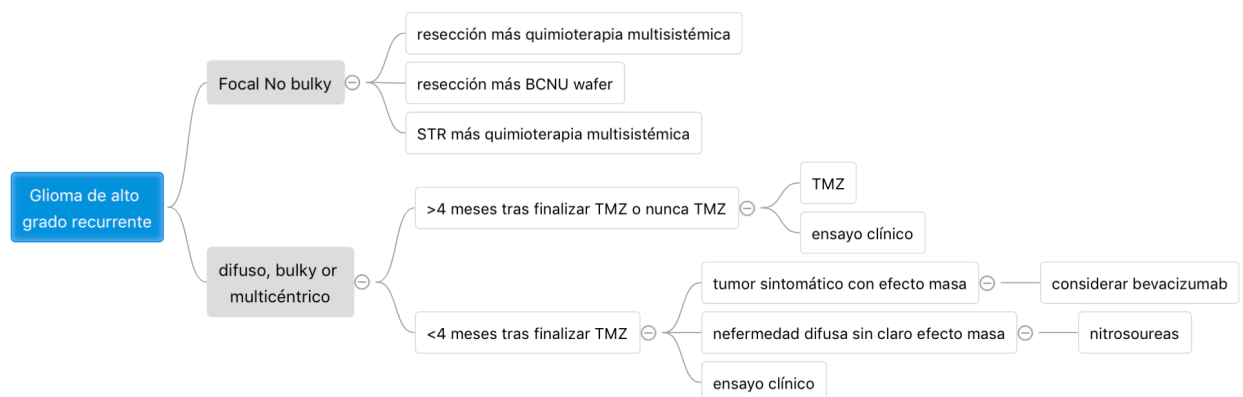 Glioma de alto
grado recurrente
Focal No bulky
resección más quimioterapia multisistémica
resección más BCNU wafer
STR más quimioterapia multisistémica
difuso, bulky or
multicéntrico
>4 meses tras finalizar TMZ o nunca TMZ
TMZ
ensayo clínico
<4 meses tras finalizar TMZ
tumor sintomático con efecto masa
considerar bevacizumab
nefermedad difusa sin claro efecto masa
nitrosoureas
ensayo clínico